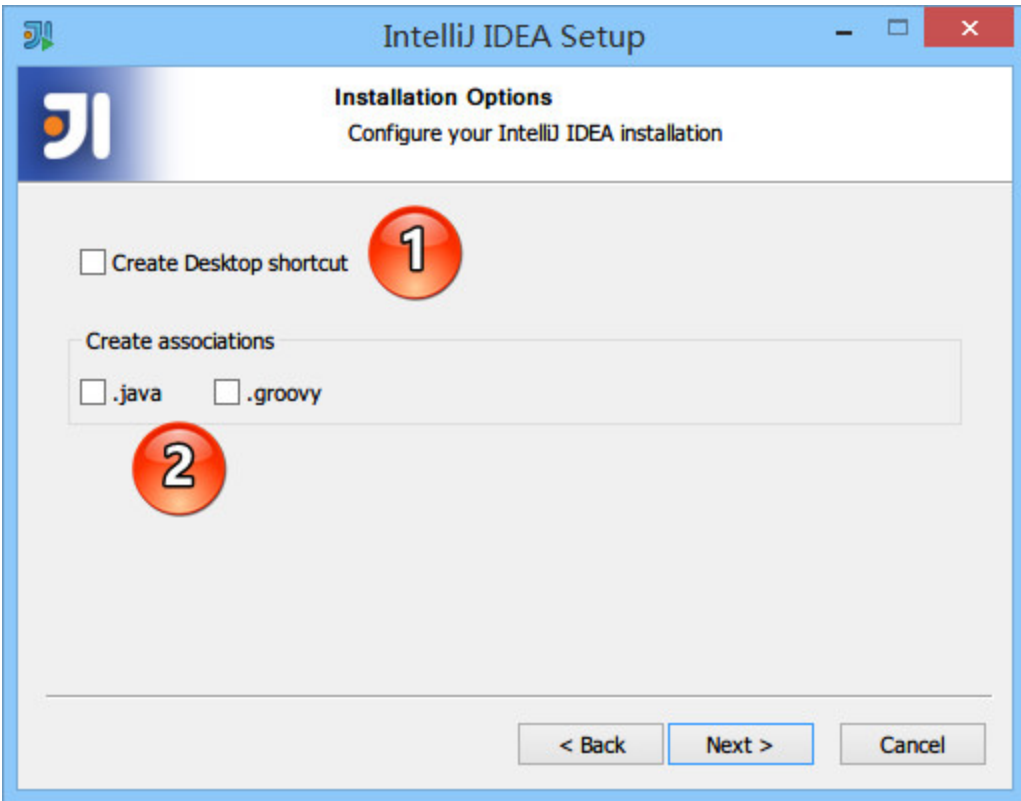 IntelliJ IDEA Setup
JI
Installation Options
Configure your IntelliJ IDEA installation
Create Desktop shortcut
1
Create associations
.java .groovy
2
< Back Next > Cancel